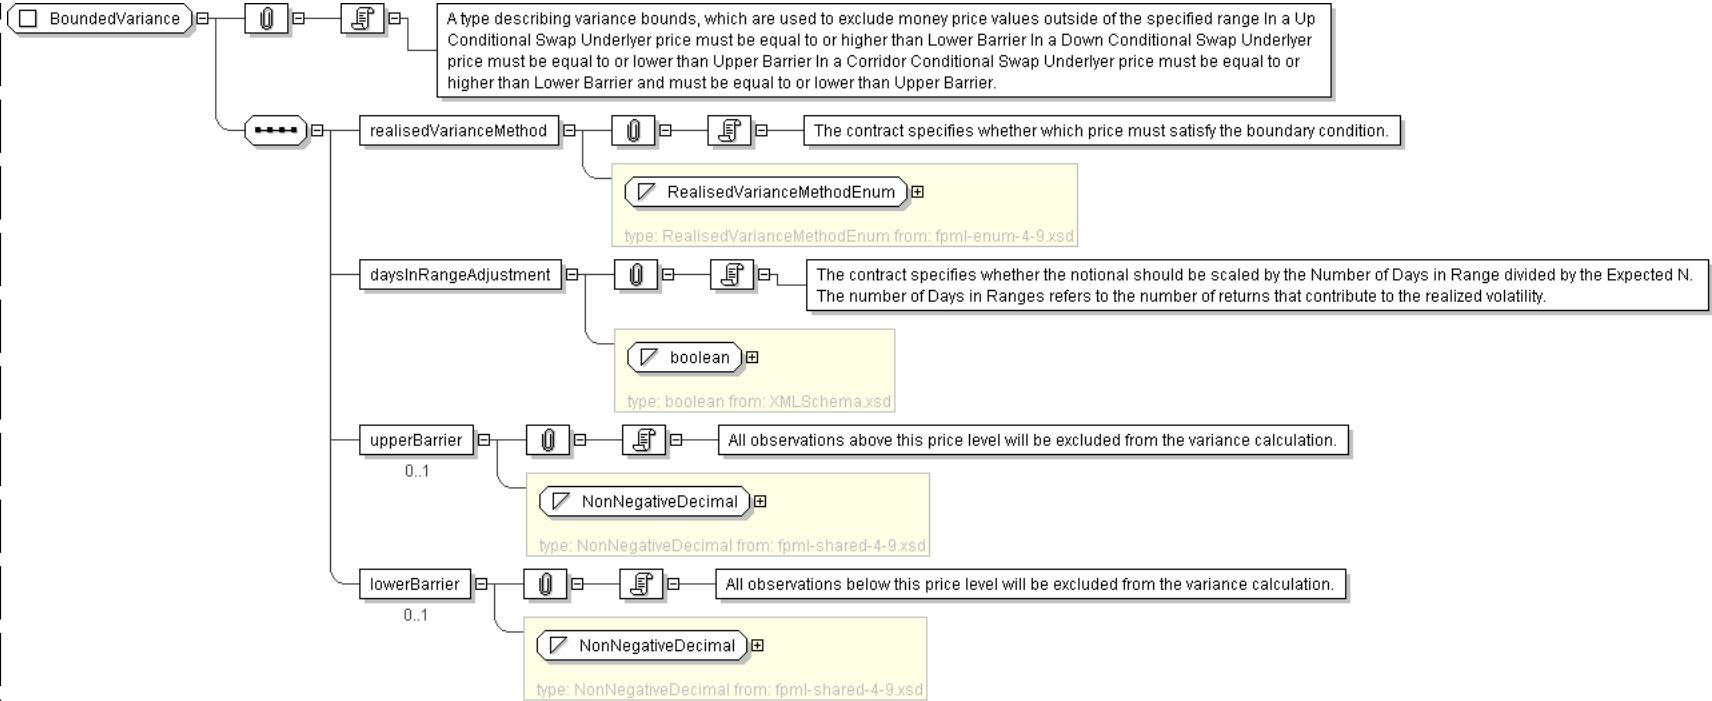 BoundedVariance
A type describing variance bounds, which are used to exclude money price values outside of the specified range In a Up
Conditional Swap Underlyer price must be equal to or higher than Lower Barrier In a Down Conditional Swap Underlyer
price must be equal to or lower than Upper Barrier In a Corridor Conditional Swap Underlyer price must be equal to or
higher than Lower Barrier and must be equal to or lower than Upper Barrier.
realisedVarianceMethod
The contract specifies whether which price must satisfy the boundary condition.
RealisedVarianceMethodEnum
type: RealisedVarianceMethodEnum from: fpml-enum-4-9.xsd
daysInRangeAdjustment
The contract specifies whether the notional should be scaled by the Number of Days in Range divided by the Expected N.
The number of Days in Ranges refers to the number of returns that contribute to the realized volatility.
boolean
type: boolean from: XMLSchema.xsd
upperBarrier
All observations above this price level will be excluded from the variance calculation.
0..1
NonNegativeDecimal
type: NonNegativeDecimal from: fpml-shared-4-9.xsd
lowerBarrier
All observations below this price level will be excluded from the variance calculation.
0..1
NonNegativeDecimal
type: NonNegativeDecimal from: fpml-shared-4-9.xsd